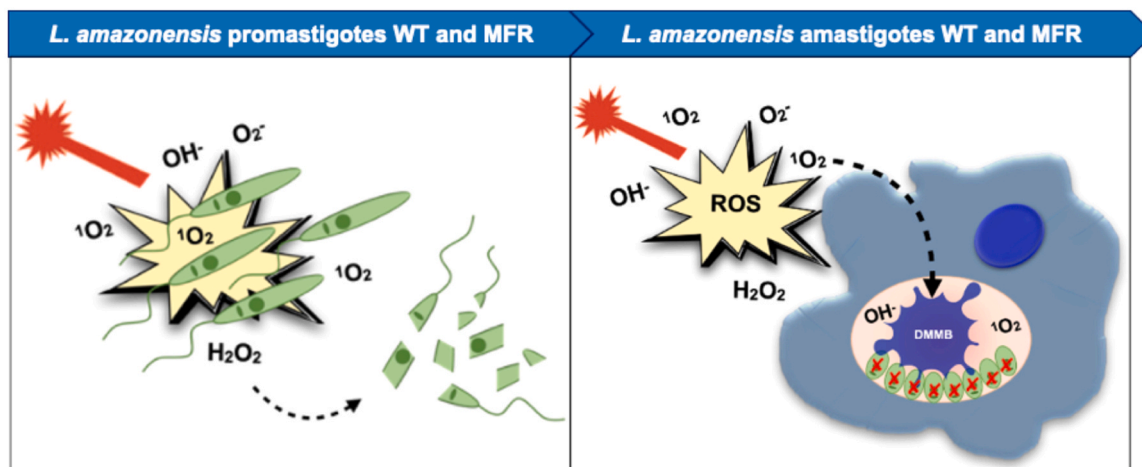 L. amazonensis promastigotes WT and MFR
OH-
O₂-
¹O₂
¹O₂
¹O₂
H₂O₂
L. amazonensis amastigotes WT and MFR
¹O₂
O₂-
¹O₂
OH-
ROS
H₂O₂
OH-
DMMB
¹O₂